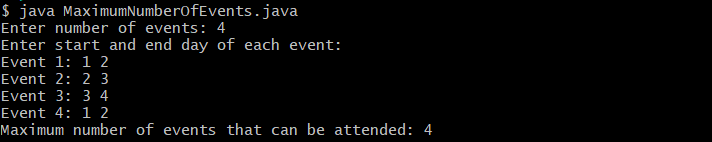 $ java MaximumNumberOfEvents.java
Enter number of events: 4
Enter start and end day of each event:
Event 1: 1 2
Event 2: 2 3
Event 3: 3 4
Event 4: 1 2
Maximum number of events that can be attended: 4